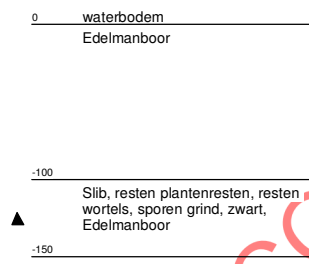 0 waterbodem
Edelmanboor
-100
Slib, resten plantenresten, resten
wortels, sporen grind, zwart,
Edelmanboor
-150